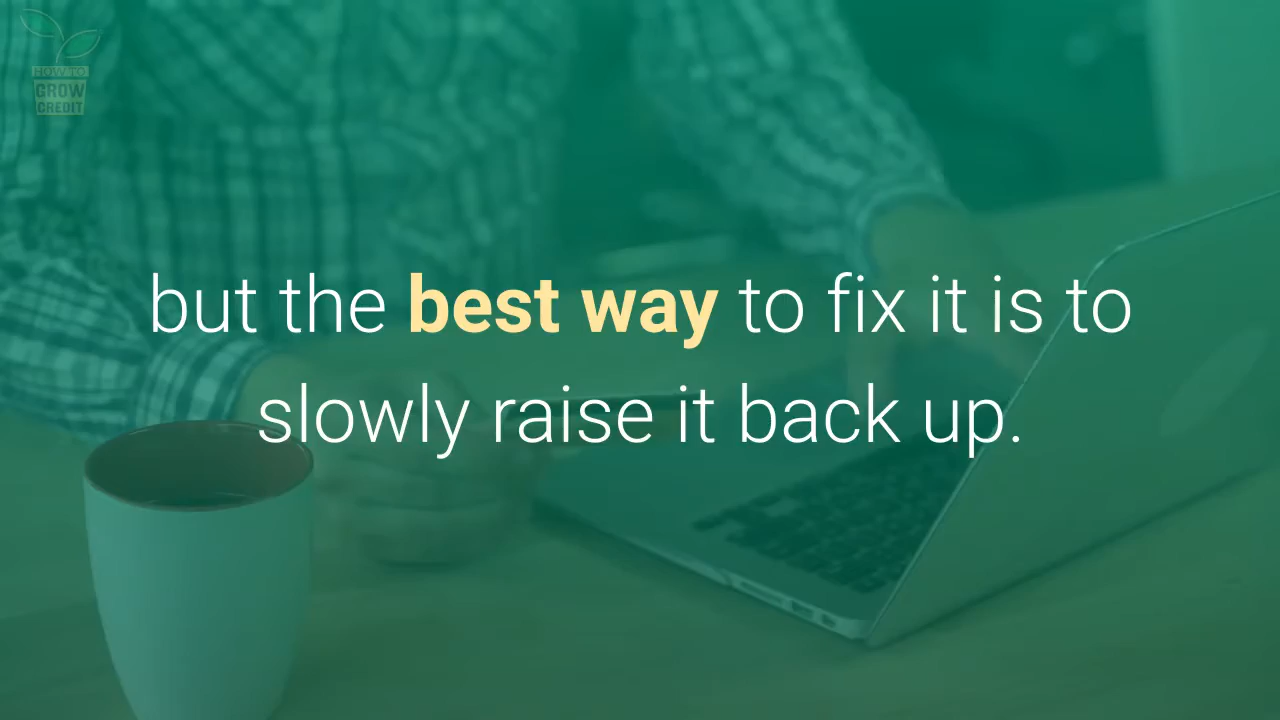 HOW TO
GROW
CREDIT
but the best way to fix it is to
slowly raise it back up.